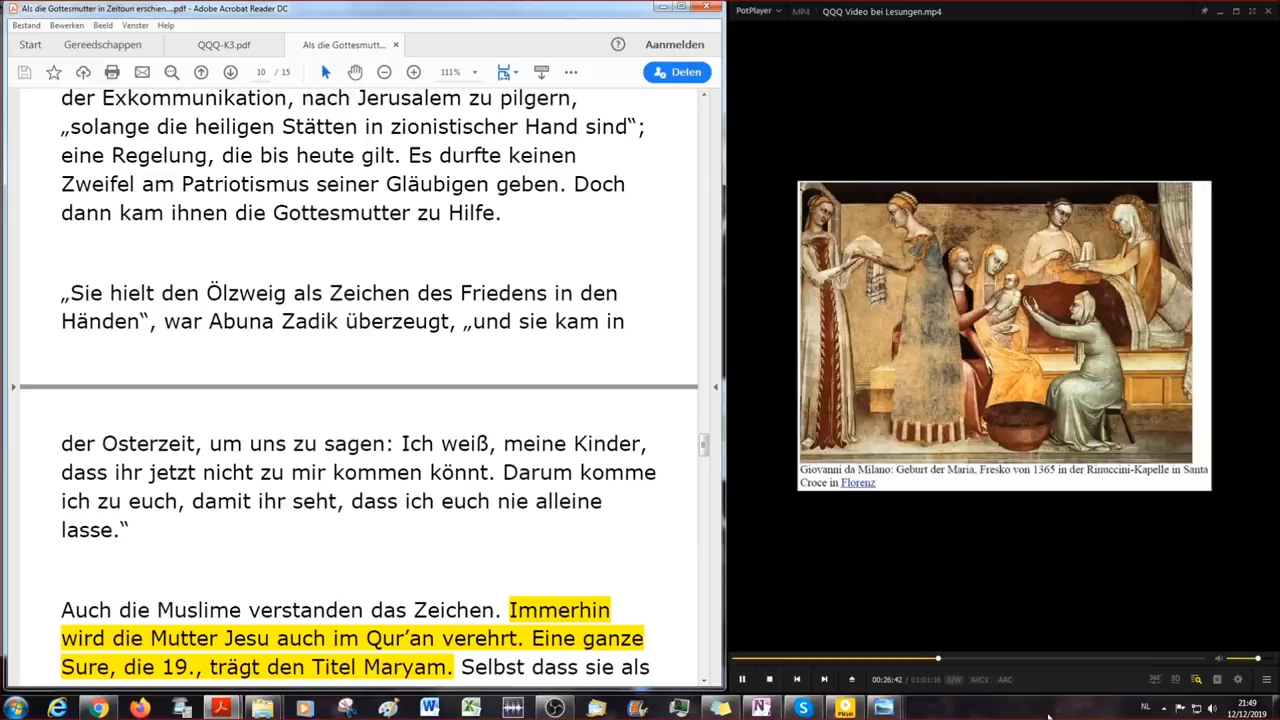 Als die Gottesmutter in Zeitoun erschien....pdf - Adobe Acrobat Reader DC
Bestand Bewerken Beeld Venster Help
Start Gereedschappen QQQ-K3.pdf Als die Gottesmutt... × Aanmelden
10 / 15 111% Delen
der Exkommunikation, nach Jerusalem zu pilgern,
„solange die heiligen Stätten in zionistischer Hand sind“;
eine Regelung, die bis heute gilt. Es durfte keinen
Zweifel am Patriotismus seiner Gläubigen geben. Doch
dann kam ihnen die Gottesmutter zu Hilfe.
„Sie hielt den Ölzweig als Zeichen des Friedens in den
Händen“, war Abuna Zadik überzeugt, „und sie kam in
der Osterzeit, um uns zu sagen: Ich weiß, meine Kinder,
dass ihr jetzt nicht zu mir kommen könnt. Darum komme
ich zu euch, damit ihr seht, dass ich euch nie alleine
lasse.“
Auch die Muslime verstanden das Zeichen. Immerhin
wird die Mutter Jesu auch im Qur’an verehrt. Eine ganze
Sure, die 19., trägt den Titel Maryam. Selbst dass sie als
PotPlayer MP4 QQQ Video bei Lesungen.mp4
Giovanni da Milano: Geburt der Maria, Fresko von 1365 in der Rinuccini-Kapelle in Santa
Croce in Florenz
00:26:42 / 01:01:16 S/W AVC1 AAC
360° 3D
NL 21:49
12/12/2019